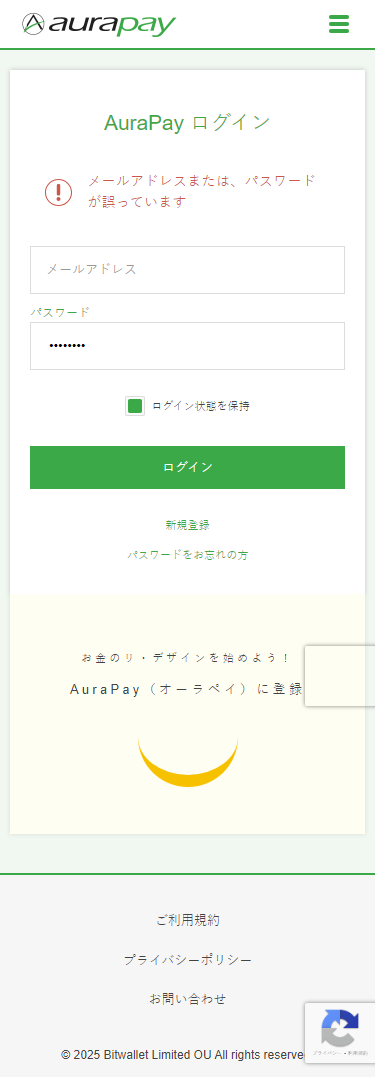 aurapay
AuraPay ログイン
メールアドレスまたは、パスワード
が誤っています
メールアドレス
パスワード
••••••••
ログイン状態を保持
ログイン
新規登録
パスワードをお忘れの方
お金のリ・デザインを始めよう！
AuraPay（オーラペイ）に登録
ご利用規約
プライバシーポリシー
お問い合わせ
プライバシー • 利用規約
© 2025 Bitwallet Limited OU All rights reserve